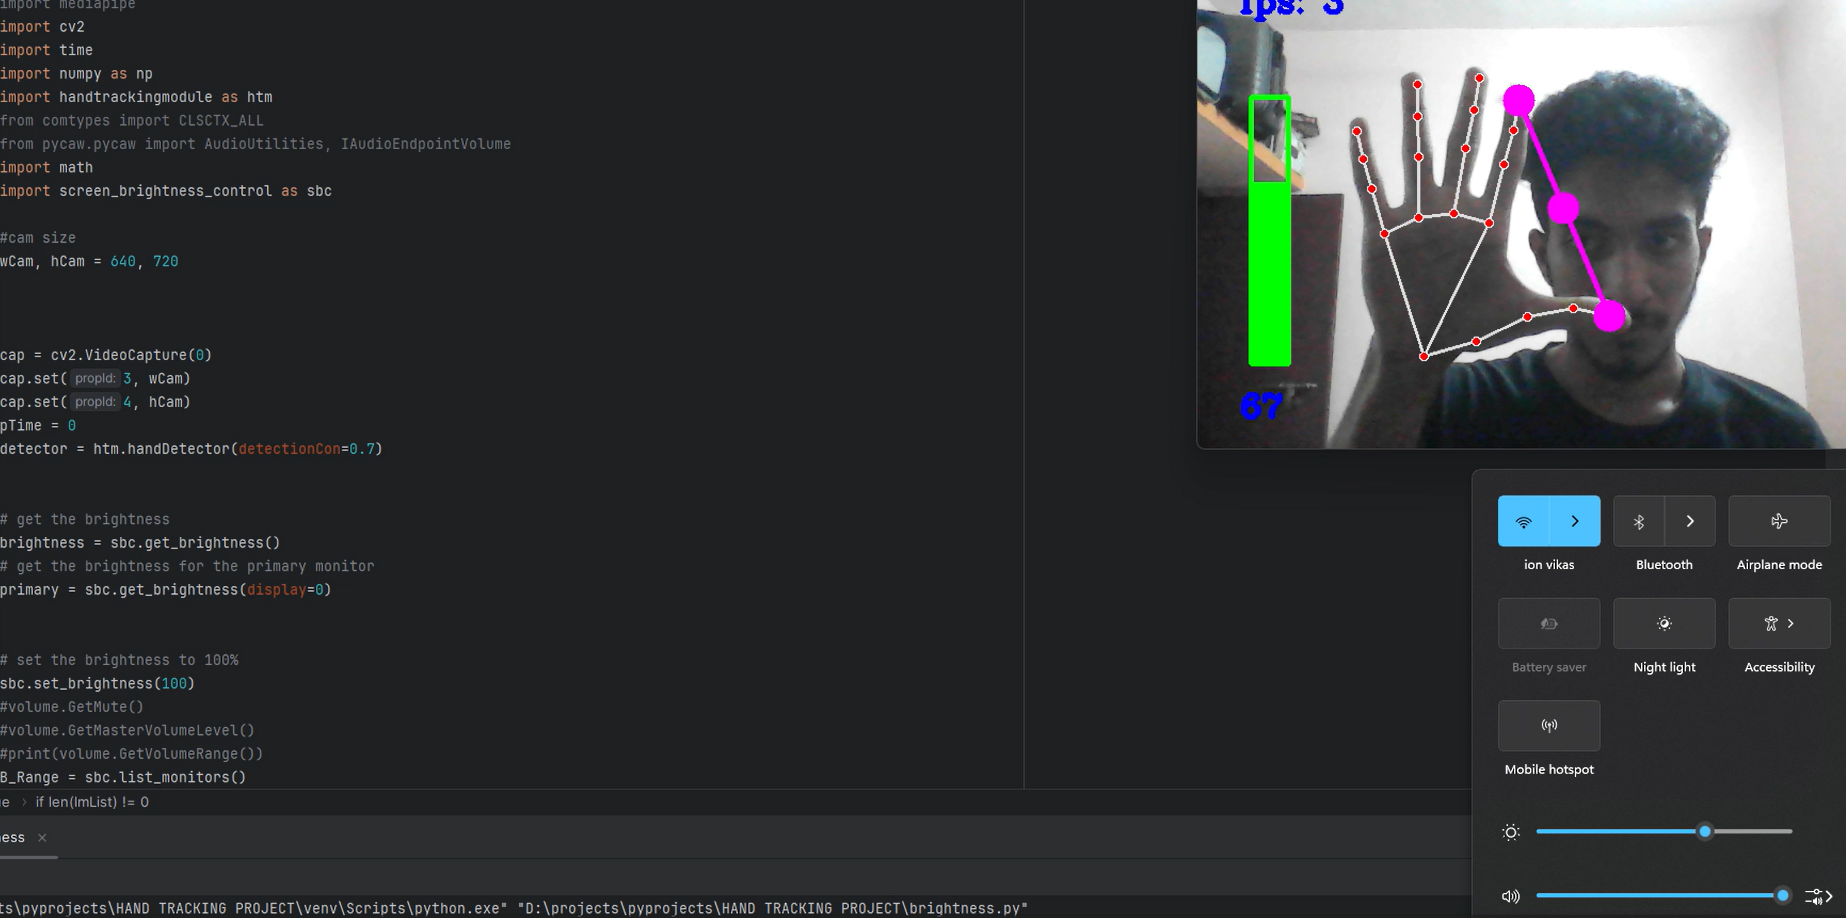 import mediapipe
import cv2
import time
import numpy as np
import handtrackingmodule as htm
from comtypes import CLSCTX_ALL
from pycaw.pycaw import AudioUtilities, IAudioEndpointVolume
import math
import screen_brightness_control as sbc
#cam size
wCam, hCam = 640, 720
cap = cv2.VideoCapture(0)
cap.set( propId: 3, wCam)
cap.set( propId: 4, hCam)
pTime = 0
detector = htm.handDetector(detectionCon=0.7)
# get the brightness
brightness = sbc.get_brightness()
# get the brightness for the primary monitor
primary = sbc.get_brightness(display=0)
# set the brightness to 100%
sbc.set_brightness(100)
#volume.GetMute()
#volume.GetMasterVolumeLevel()
#print(volume.GetVolumeRange())
B_Range = sbc.list_monitors()
ue › if len(lmList) != 0
ness ×
ts\pyprojects\HAND TRACKING PROJECT\venv\Scripts\python.exe" "D:\projects\pyprojects\HAND TRACKING PROJECT\brightness.py"
fps: 3
67
ion vikas
Bluetooth
Airplane mode
Battery saver
Night light
Accessibility
Mobile hotspot